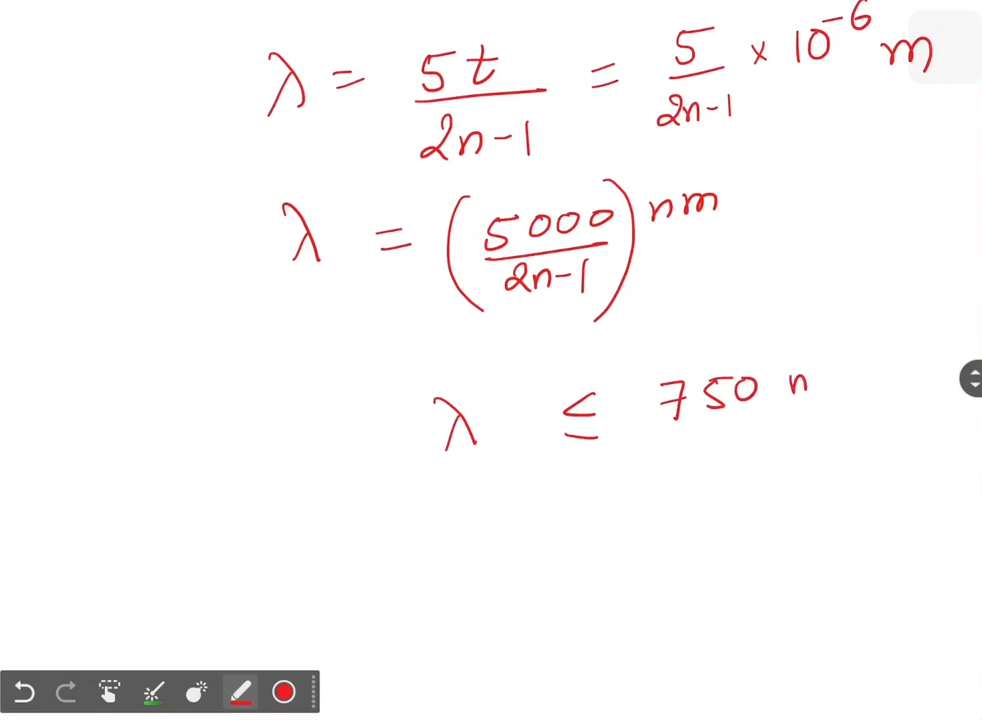 λ = 5t/2n-1 = 5/2n-1 × 10⁻⁶ m
λ = (5000/2n-1) nm
λ ≤ 750 n